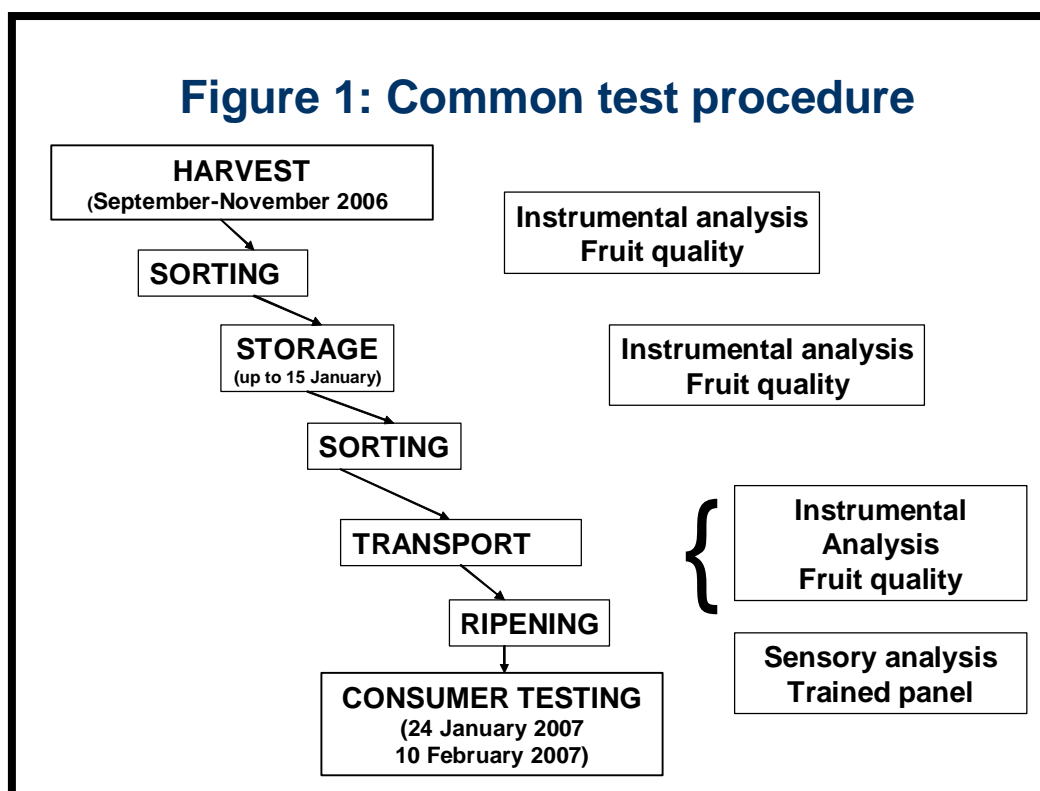 Figure 1: Common test procedure
HARVEST
(September-November 2006
Instrumental analysis
Fruit quality
SORTING
STORAGE
(up to 15 January)
Instrumental analysis
Fruit quality
SORTING
TRANSPORT
{
Instrumental
Analysis
Fruit quality
RIPENING
Sensory analysis
Trained panel
CONSUMER TESTING
(24 January 2007
10 February 2007)